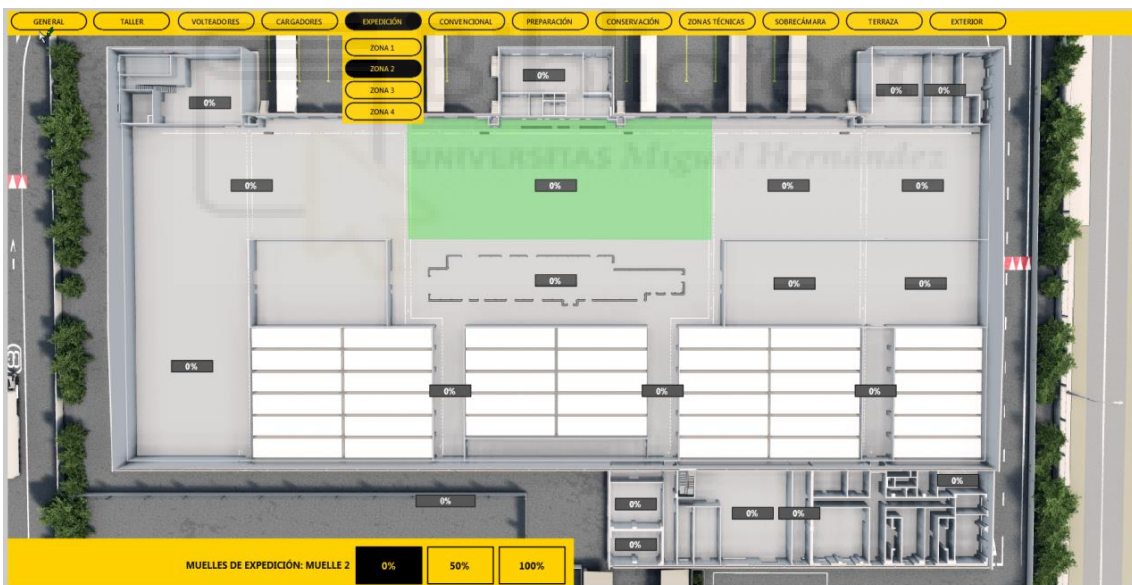 GENERAL TALLER VOLTEADORES CARGADORES EXPEDICIÓN CONVENCIONAL PREPARACIÓN CONSERVACIÓN ZONAS TÉCNICAS SOBRECÁMARA TERRAZA EXTERIOR
ZONA 1
ZONA 2
ZONA 3
ZONA 4
0%
0% 0% 0%
UNIVERSITAS Miguel Hernández
0% 0% 0% 0%
0% 0% 0%
0%
0% 0% 0%
0%
0%
0% 0% 0%
0%
MUELLES DE EXPEDICIÓN: MUELLE 2 0% 50% 100%